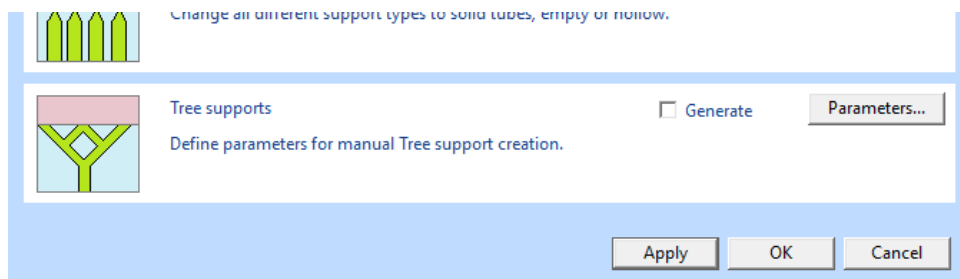 Change all different support types to solid tubes, empty or hollow.
Tree supports
Generate
Parameters...
Define parameters for manual Tree support creation.
Apply
OK
Cancel